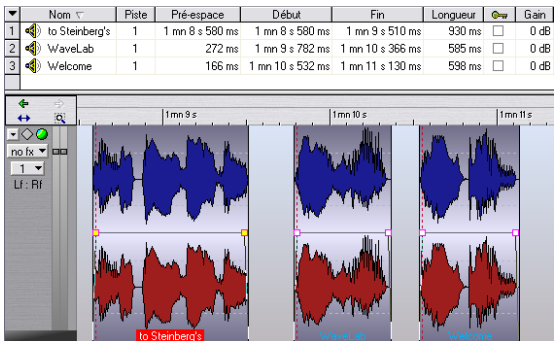 Nom Piste Pré-espace Début Fin Longueur Gain
1 to Steinberg's 1 1 mn 8 s 580 ms 1 mn 8 s 580 ms 1 mn 9 s 510 ms 930 ms 0 dB
2 WaveLab 1 272 ms 1 mn 9 s 782 ms 1 mn 10 s 366 ms 585 ms 0 dB
3 Welcome 1 166 ms 1 mn 10 s 532 ms 1 mn 11 s 130 ms 598 ms 0 dB
1 mn 9 s 1 mn 10 s 1 mn 11 s
no fx
1
Lf : Rf
to Steinberg's WaveLab Welcome